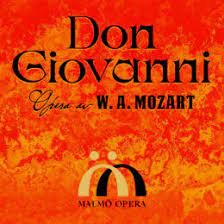 Don
Giovanni
Opera av W. A. MOZART
MALMÖ OPERA